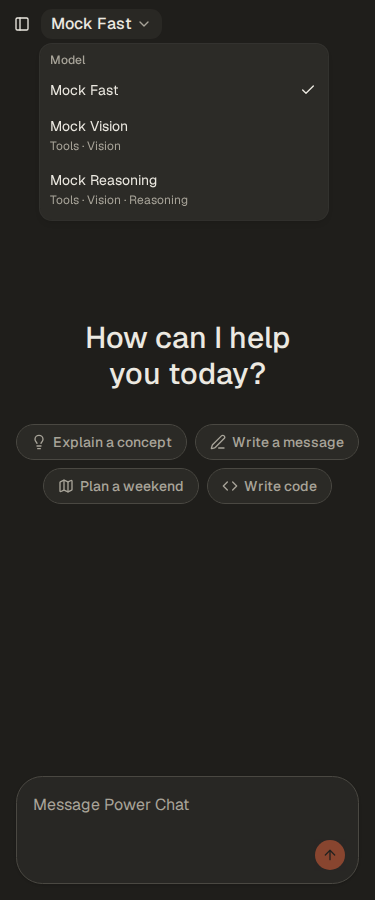 Mock Fast
Model
Mock Fast
Mock Vision
Tools · Vision
Mock Reasoning
Tools · Vision · Reasoning
How can I help
you today?
Explain a concept
Write a message
Plan a weekend
Write code
Message Power Chat